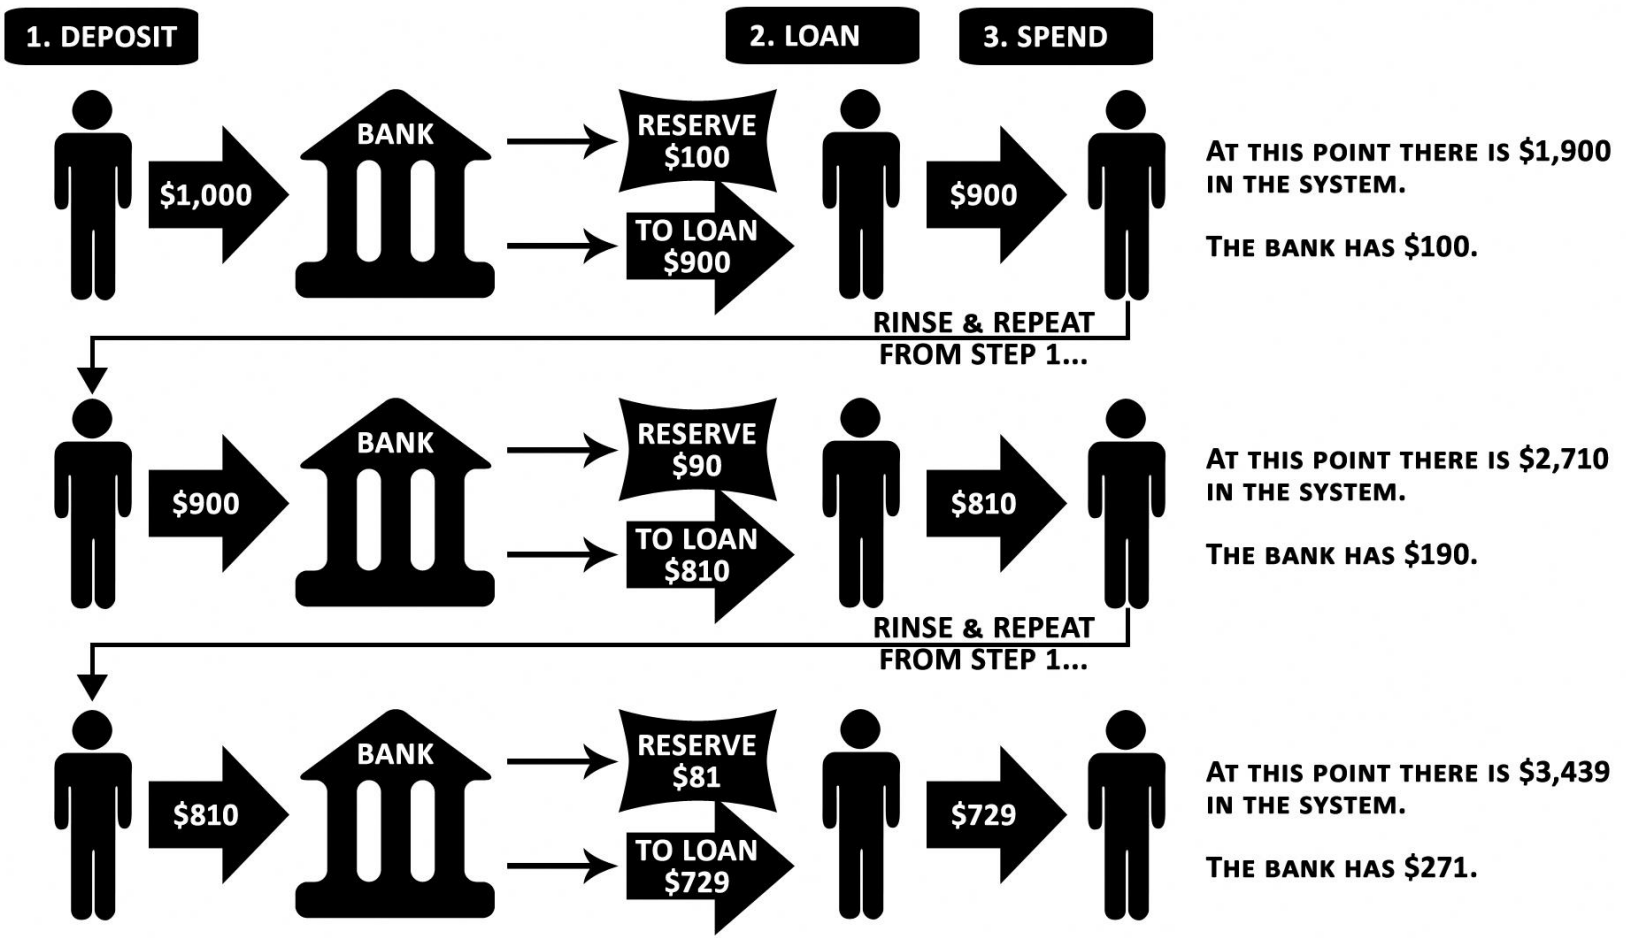 1. DEPOSIT
2. LOAN
3. SPEND
$1,000
BANK
RESERVE
$100
TO LOAN
$900
$900
AT THIS POINT THERE IS $1,900
IN THE SYSTEM.
THE BANK HAS $100.
RINSE & REPEAT
FROM STEP 1...
$900
BANK
RESERVE
$90
TO LOAN
$810
$810
AT THIS POINT THERE IS $2,710
IN THE SYSTEM.
THE BANK HAS $190.
RINSE & REPEAT
FROM STEP 1...
$810
BANK
RESERVE
$81
TO LOAN
$729
$729
AT THIS POINT THERE IS $3,439
IN THE SYSTEM.
THE BANK HAS $271.